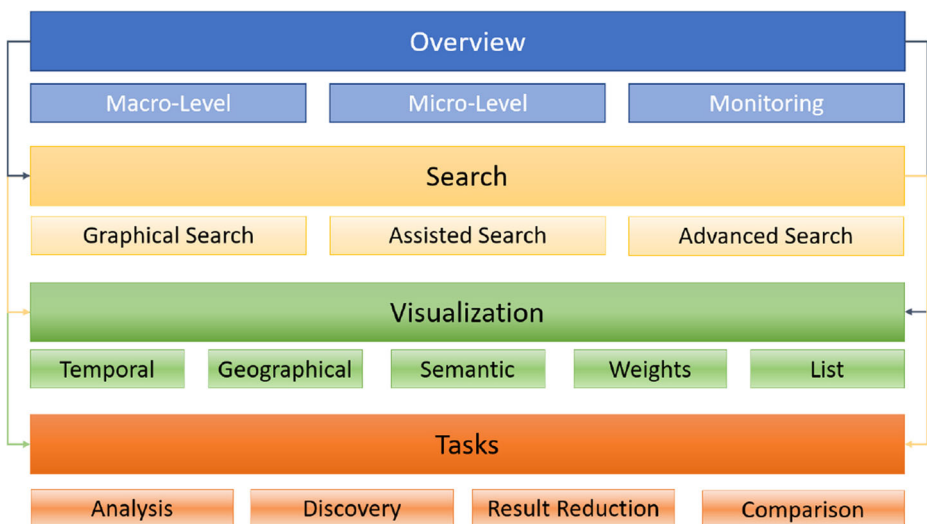 Overview
Macro-Level Micro-Level Monitoring
Search
Graphical Search Assisted Search Advanced Search
Visualization
Temporal Geographical Semantic Weights List
Tasks
Analysis Discovery Result Reduction Comparison